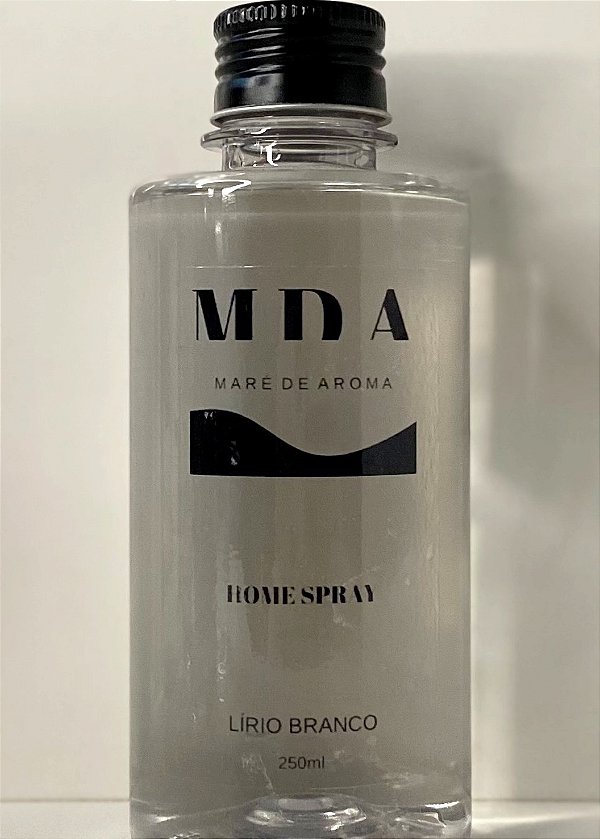 MDA
MARÉ DE AROMA
HOME SPRAY
LÍRIO BRANCO
250ml